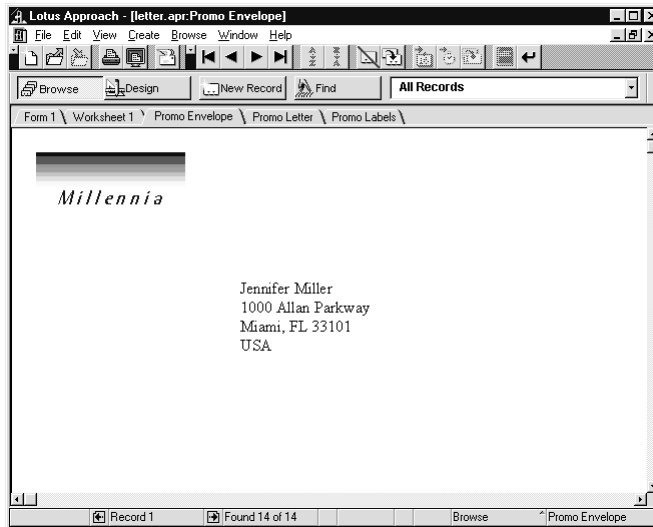 Lotus Approach - [letter.apr:Promo Envelope]
File Edit View Create Browse Window Help
Browse Design New Record Find All Records
Form 1 Worksheet 1 Promo Envelope Promo Letter Promo Labels
Millennia
Jennifer Miller
1000 Allan Parkway
Miami, FL 33101
USA
Record 1 Found 14 of 14 Browse Promo Envelope